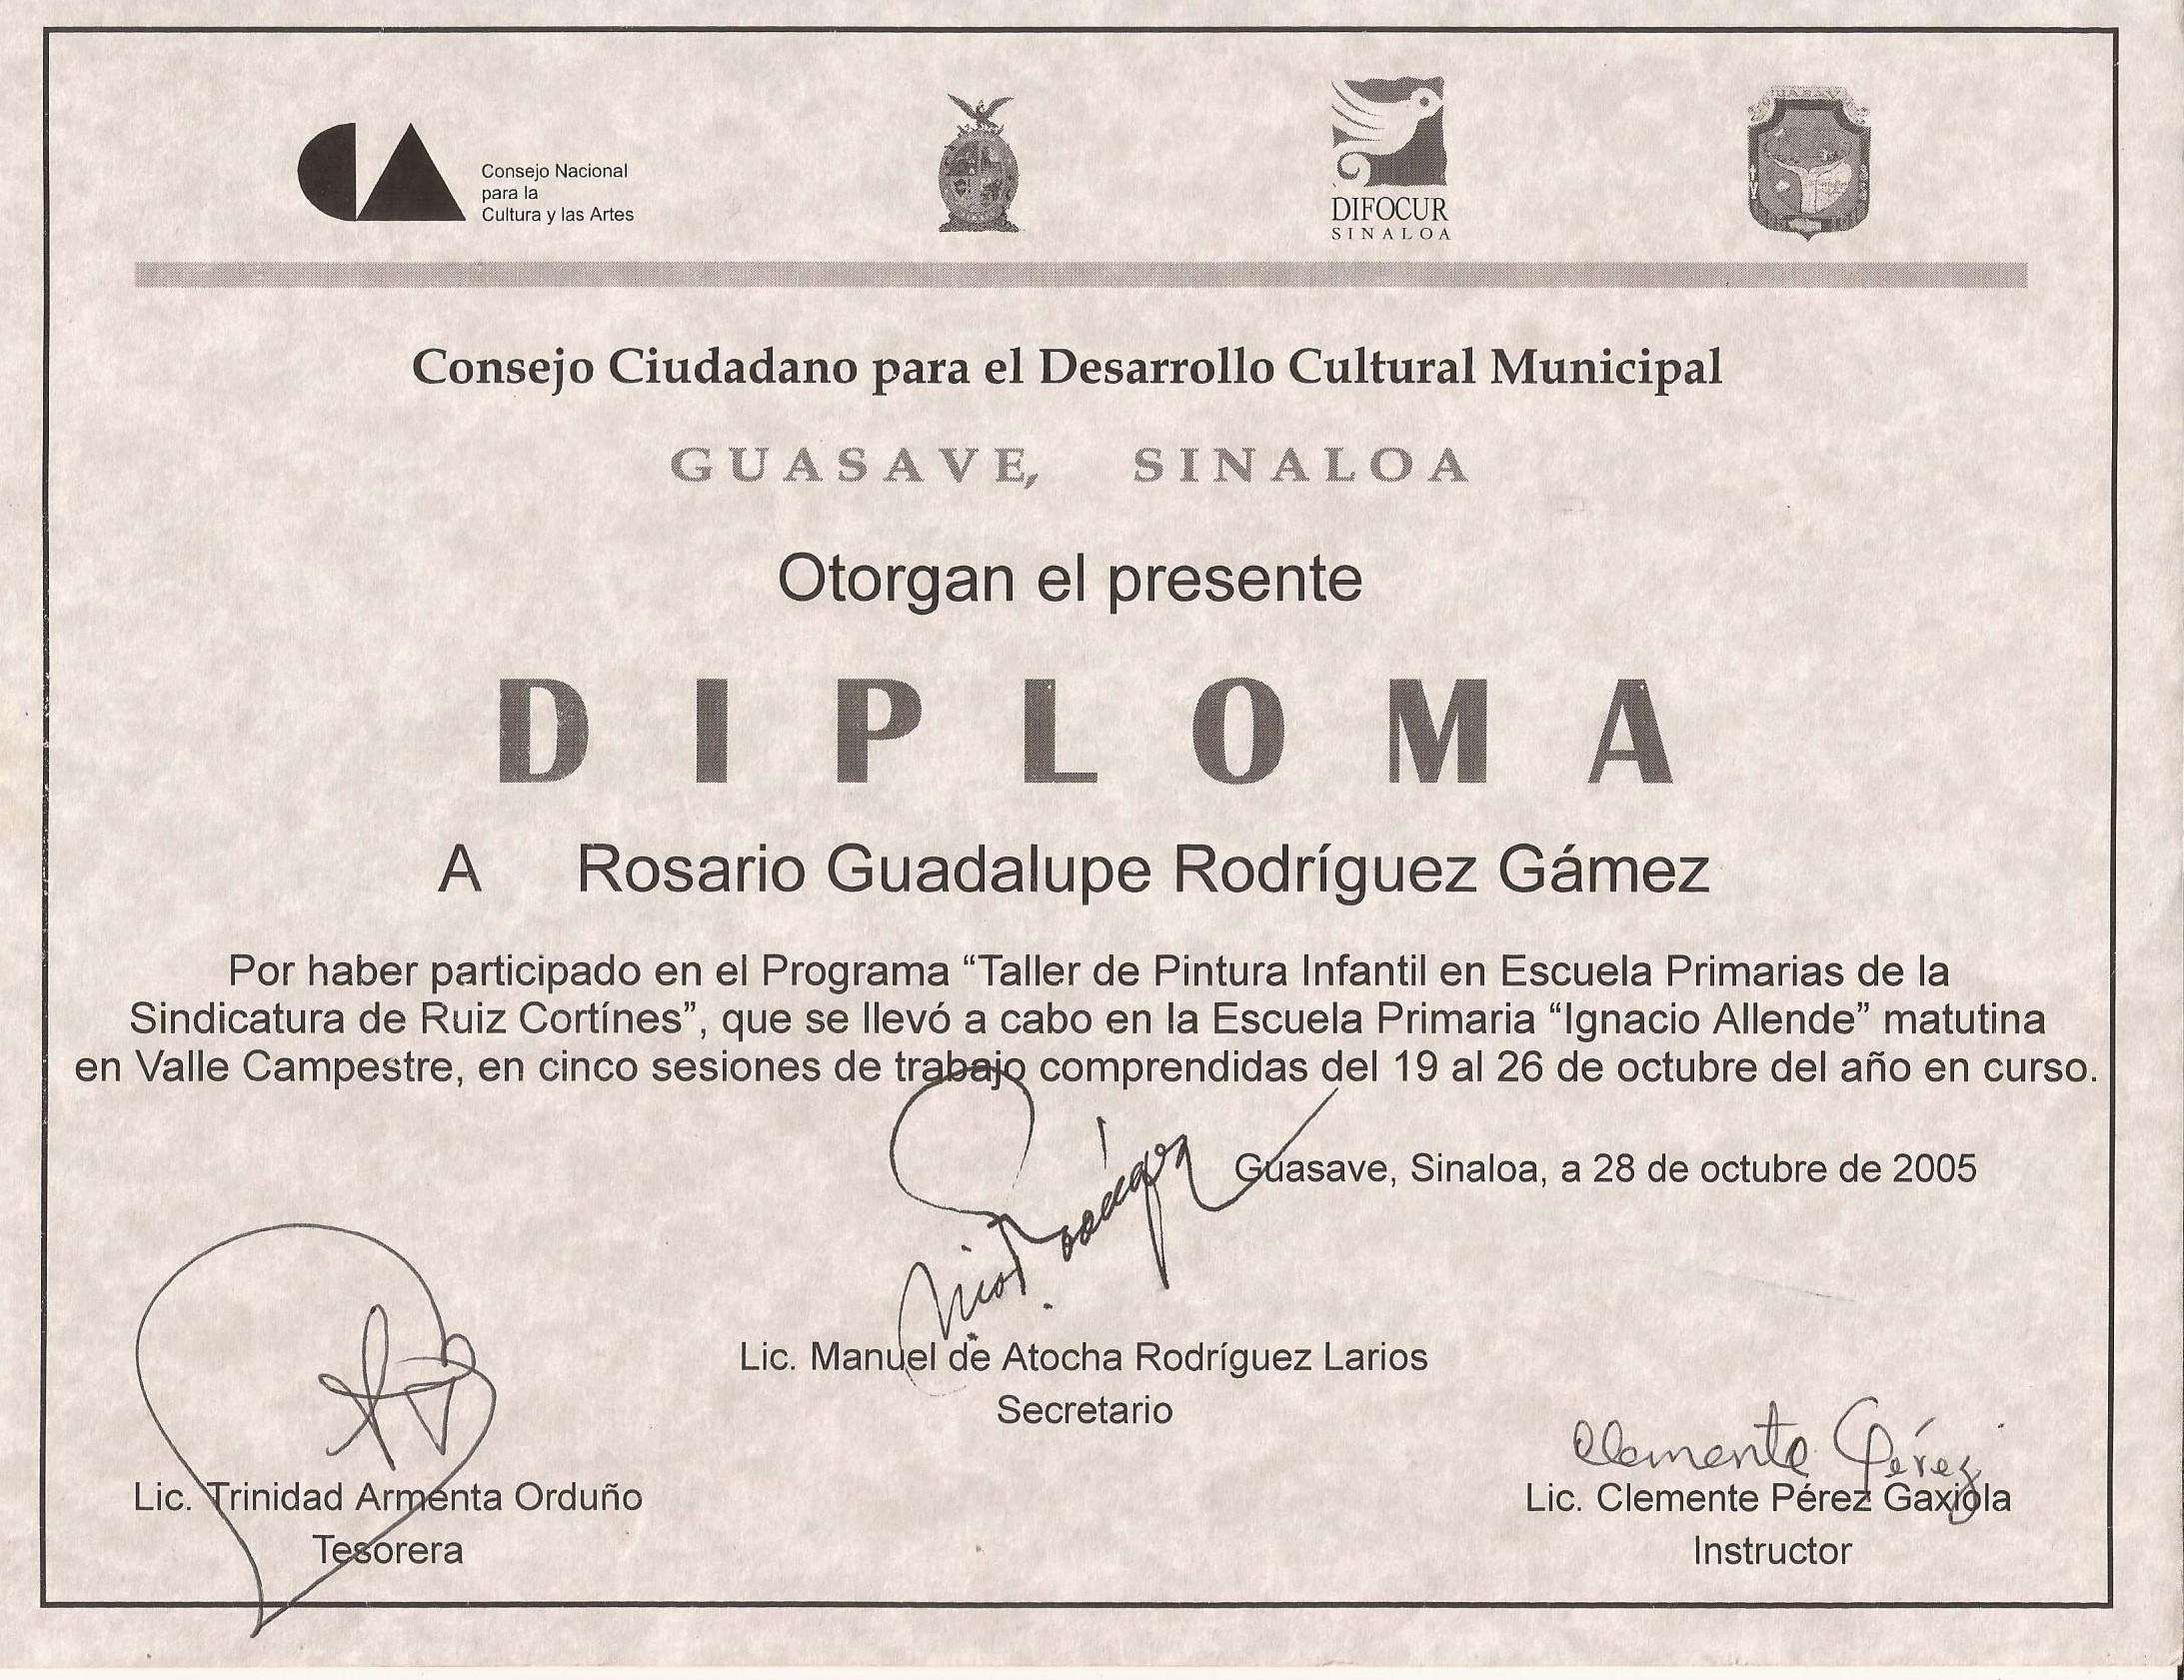 Consejo Nacional
para la
Cultura y las Artes
DIFOCUR
SINALOA
GUASAVE
Consejo Ciudadano para el Desarrollo Cultural Municipal
GUASAVE, SINALOA
Otorgan el presente
DIPLOMA
A Rosario Guadalupe Rodríguez Gámez
Por haber participado en el Programa “Taller de Pintura Infantil en Escuela Primarias de la
Sindicatura de Ruiz Cortínes”, que se llevó a cabo en la Escuela Primaria “Ignacio Allende” matutina
en Valle Campestre, en cinco sesiones de trabajo comprendidas del 19 al 26 de octubre del año en curso.
Guasave, Sinaloa, a 28 de octubre de 2005
Lic. Manuel de Atocha Rodríguez Larios
Secretario
Clemente Pérez
Lic. Trinidad Armenta Orduño
Tesorera
Lic. Clemente Pérez Gaxiola
Instructor